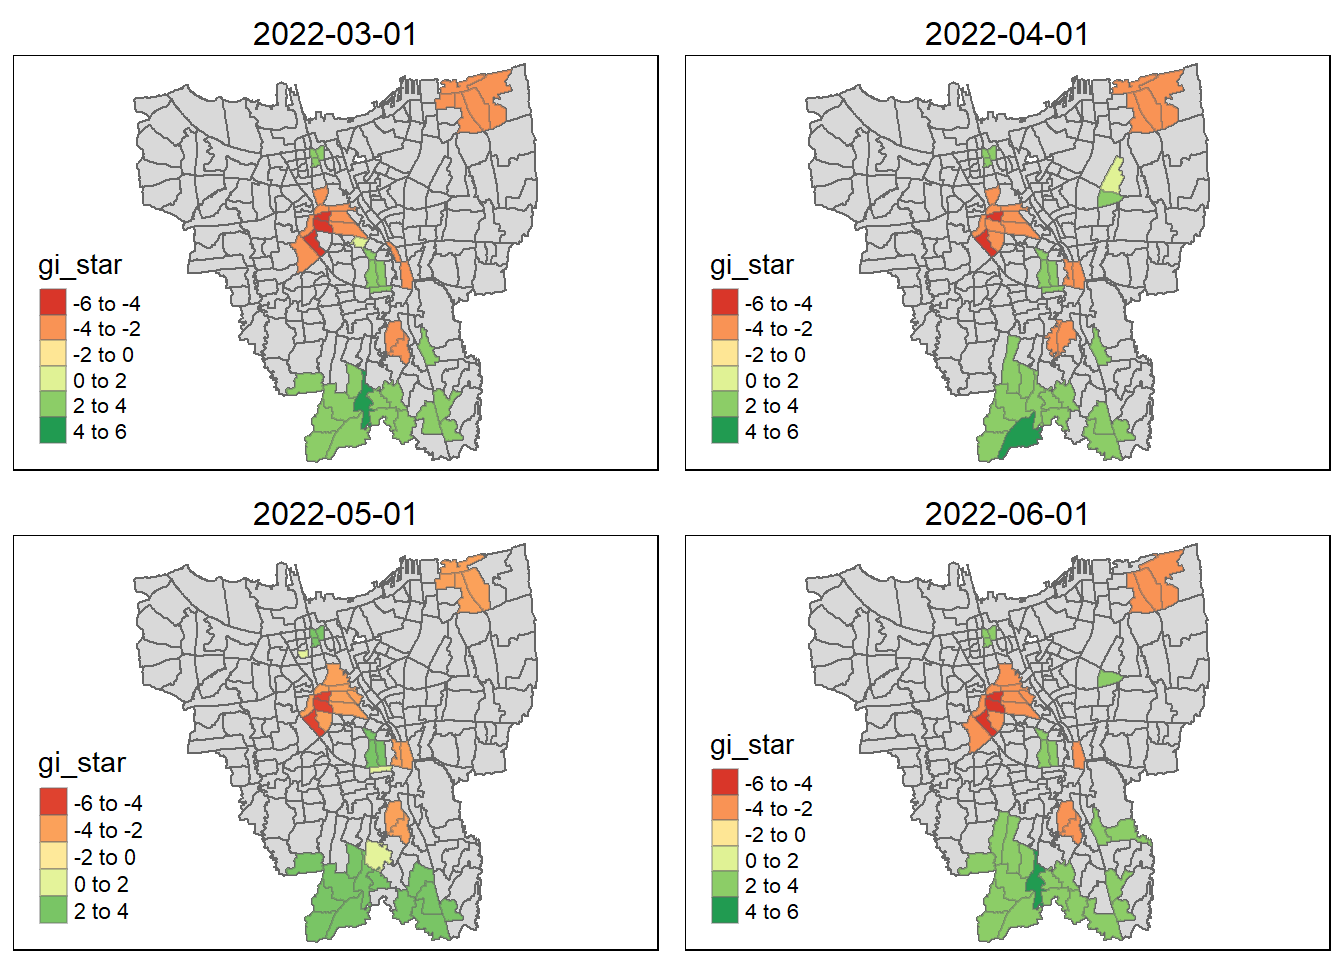 2022-03-01
gi_star
-6 to -4
-4 to -2
-2 to 0
0 to 2
2 to 4
4 to 6
2022-04-01
gi_star
-6 to -4
-4 to -2
-2 to 0
0 to 2
2 to 4
4 to 6
2022-05-01
gi_star
-6 to -4
-4 to -2
-2 to 0
0 to 2
2 to 4
2022-06-01
gi_star
-6 to -4
-4 to -2
-2 to 0
0 to 2
2 to 4
4 to 6